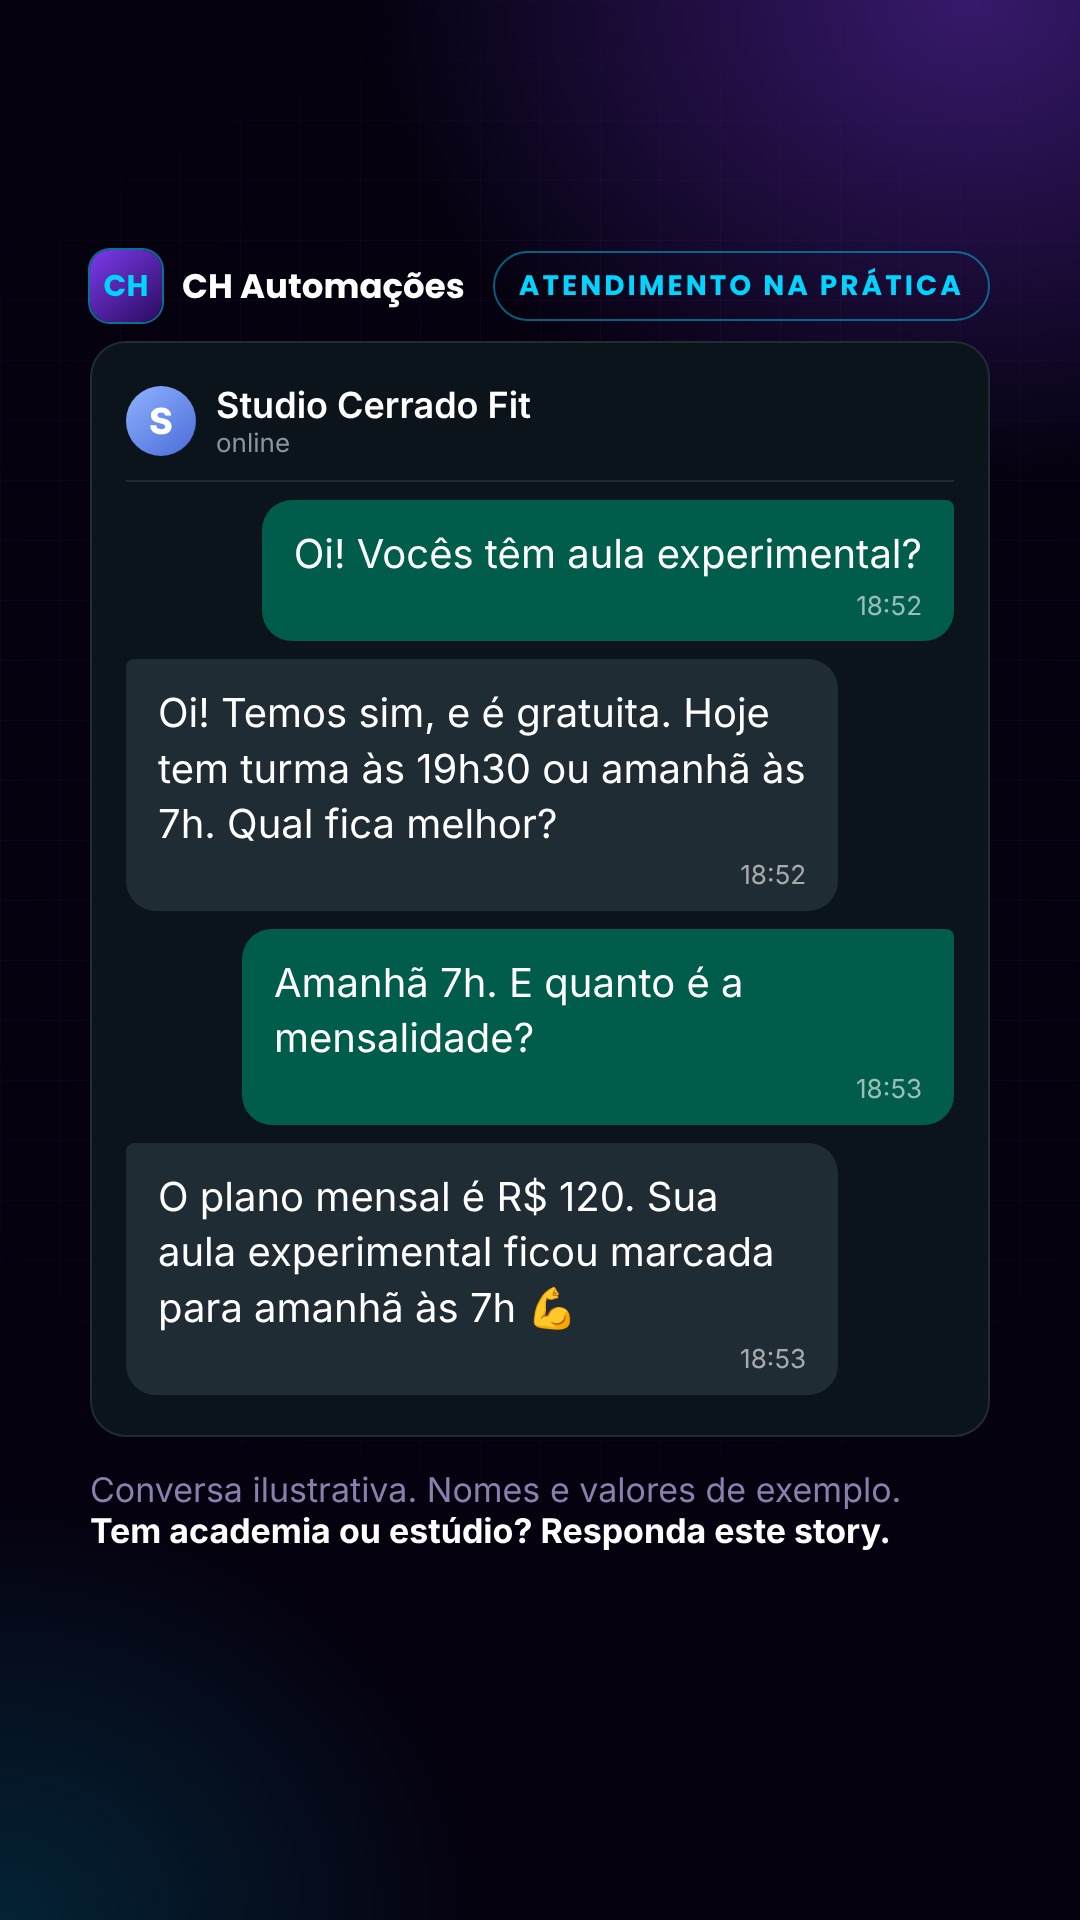 CH
CH Automações
ATENDIMENTO NA PRÁTICA
S
Studio Cerrado Fit
online
Oi! Vocês têm aula experimental?
18:52
Oi! Temos sim, e é gratuita. Hoje
tem turma às 19h30 ou amanhã às
7h. Qual fica melhor?
18:52
Amanhã 7h. E quanto é a
mensalidade?
18:53
O plano mensal é R$ 120. Sua
aula experimental ficou marcada
para amanhã às 7h 💪
18:53
Conversa ilustrativa. Nomes e valores de exemplo.
Tem academia ou estúdio? Responda este story.